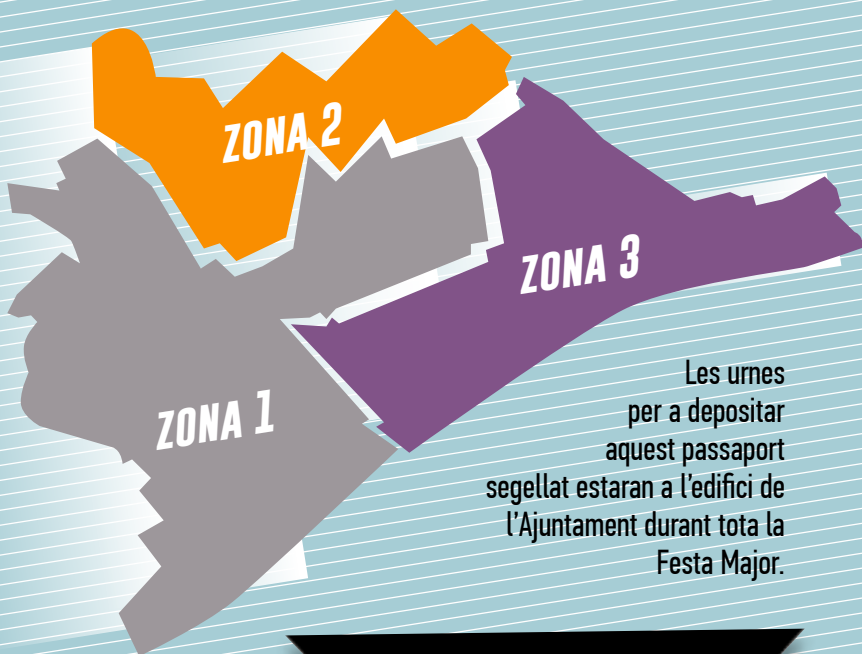 ZONA 2
ZONA 3
ZONA 1
Les urnes
per a depositar
aquest passaport
segellat estaran a l’edifici de
l’Ajuntament durant tota la
Festa Major.